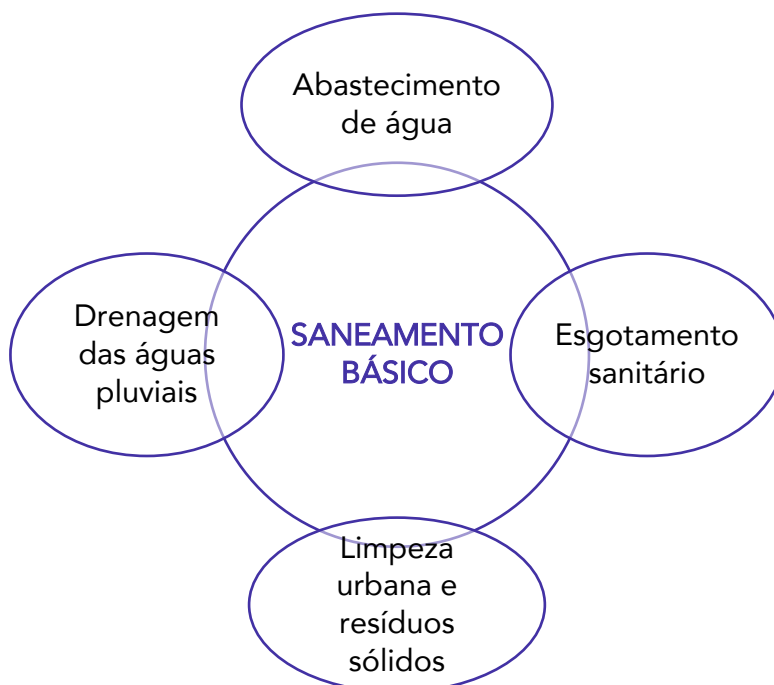 Abastecimento
de água
Drenagem
das águas
pluviais
SANEAMENTO
BÁSICO
Esgotamento
sanitário
Limpeza
urbana e
resíduos
sólidos